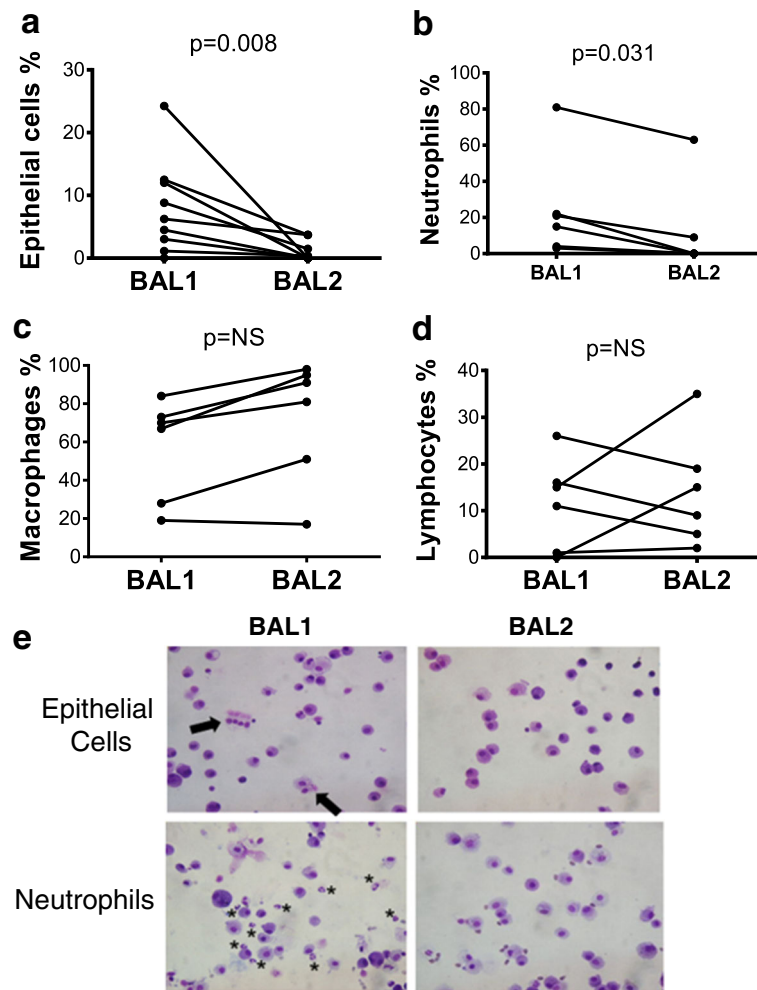 a
p=0.008
Epithelial cells %
30
20
10
0
BAL1 BAL2
b
p=0.031
Neutrophils %
100
80
60
40
20
0
BAL1 BAL2
c
p=NS
Macrophages %
100
80
60
40
20
0
BAL1 BAL2
d
p=NS
Lymphocytes %
40
30
20
10
0
BAL1 BAL2
e
BAL1 BAL2
Epithelial
Cells
Neutrophils
* * * * * * * * *